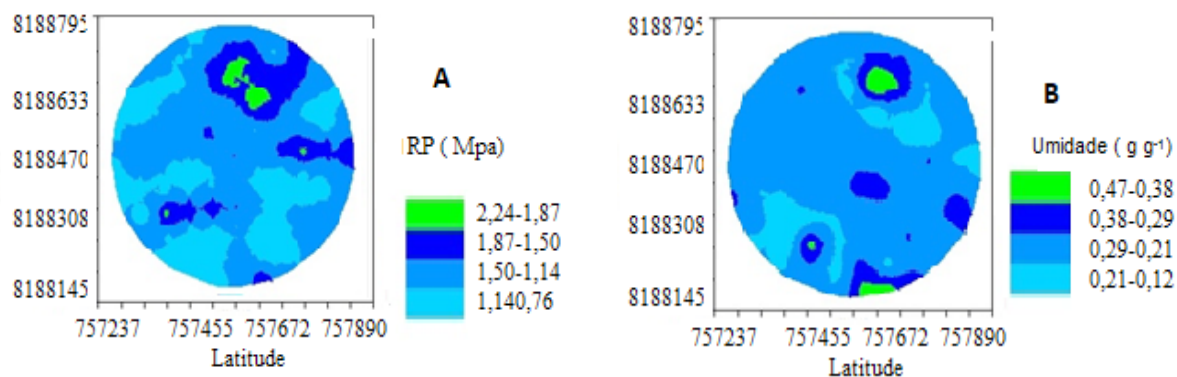 8188795
8188633
8188470
8188308
8188145
757237 757455 757672 757890
Latitude
A
RP ( Mpa)
2,24-1,87
1,87-1,50
1,50-1,14
1,140,76
8188795
8188633
8188470
8188308
8188145
757237 757455 757672 757890
Latitude
B
Umidade ( g g⁻¹)
0,47-0,38
0,38-0,29
0,29-0,21
0,21-0,12